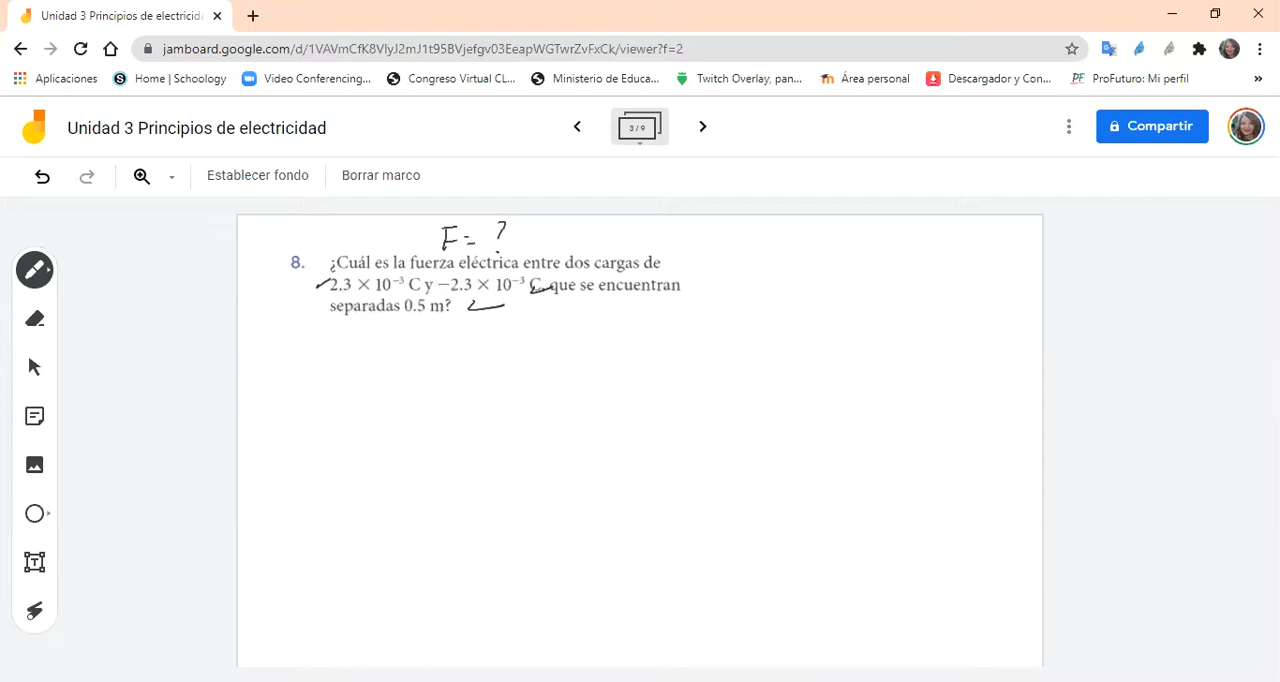 Unidad 3 Principios de electricida
jamboard.google.com/d/1VAVmCfK8VlyJ2mJ1t95BVjefgv03EeapWGTwrZvFxCk/viewer?f=2
Aplicaciones Home | Schoology Video Conferencing... Congreso Virtual CL... Ministerio de Educa... Twitch Overlay, pan... Área personal Descargador y Con... PF ProFuturo: Mi perfil »
Unidad 3 Principios de electricidad
3 / 9
Compartir
Establecer fondo Borrar marco
F = ?
8. ¿Cuál es la fuerza eléctrica entre dos cargas de
2.3 × 10⁻³ C y −2.3 × 10⁻³ C, que se encuentran
separadas 0.5 m?